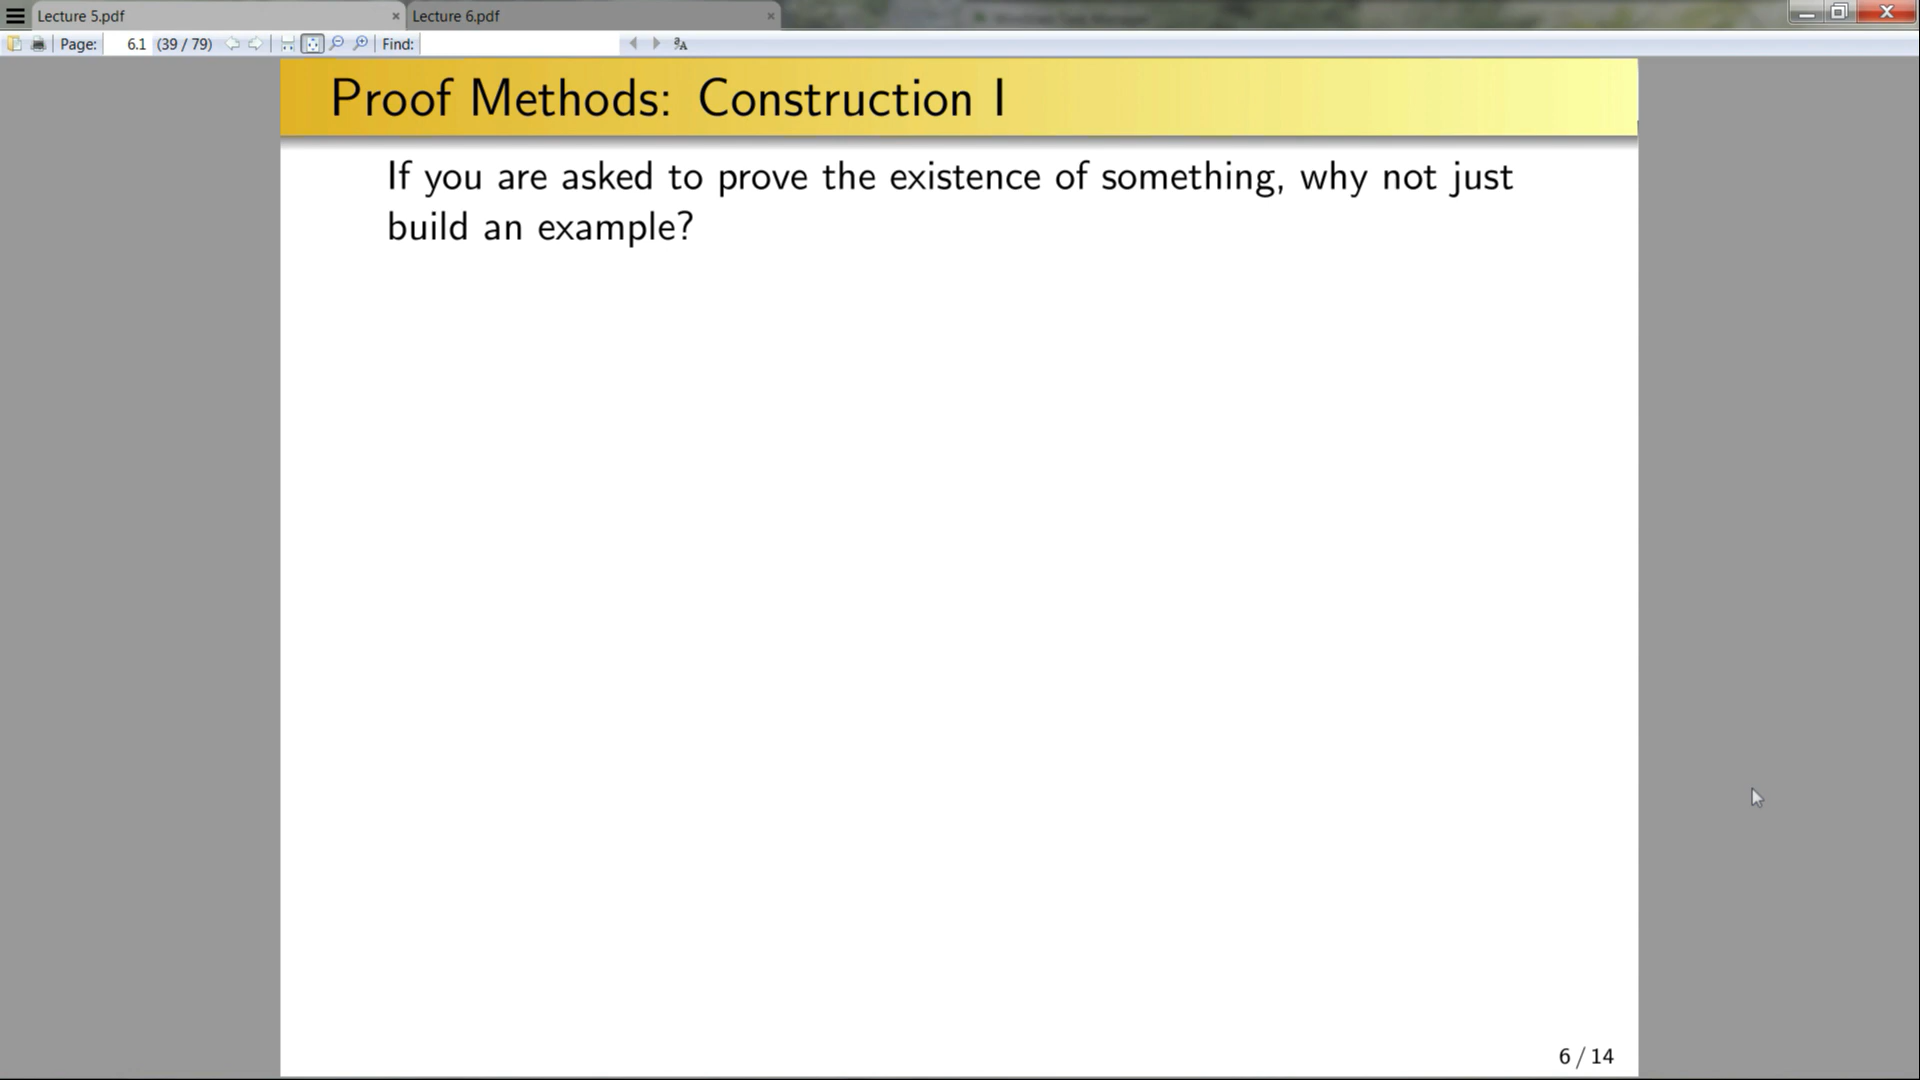 Lecture 5.pdf
Lecture 6.pdf
Page: 6.1 (39 / 79) Find:
Proof Methods: Construction I
If you are asked to prove the existence of something, why not just
build an example?
6 / 14